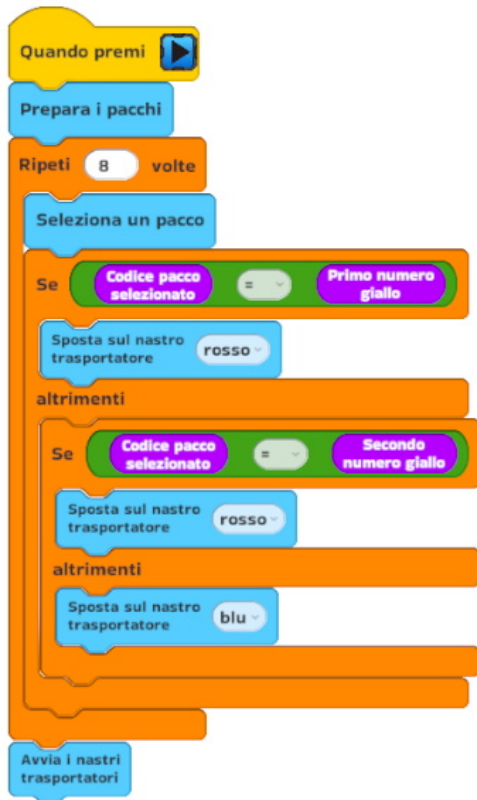 Quando premi
Prepara i pacchi
Ripeti 8 volte
Seleziona un pacco
Se Codice pacco selezionato = Primo numero giallo
Sposta sul nastro trasportatore rosso
altrimenti
Se Codice pacco selezionato = Secondo numero giallo
Sposta sul nastro trasportatore rosso
altrimenti
Sposta sul nastro trasportatore blu
Avvia i nastri
trasportatori